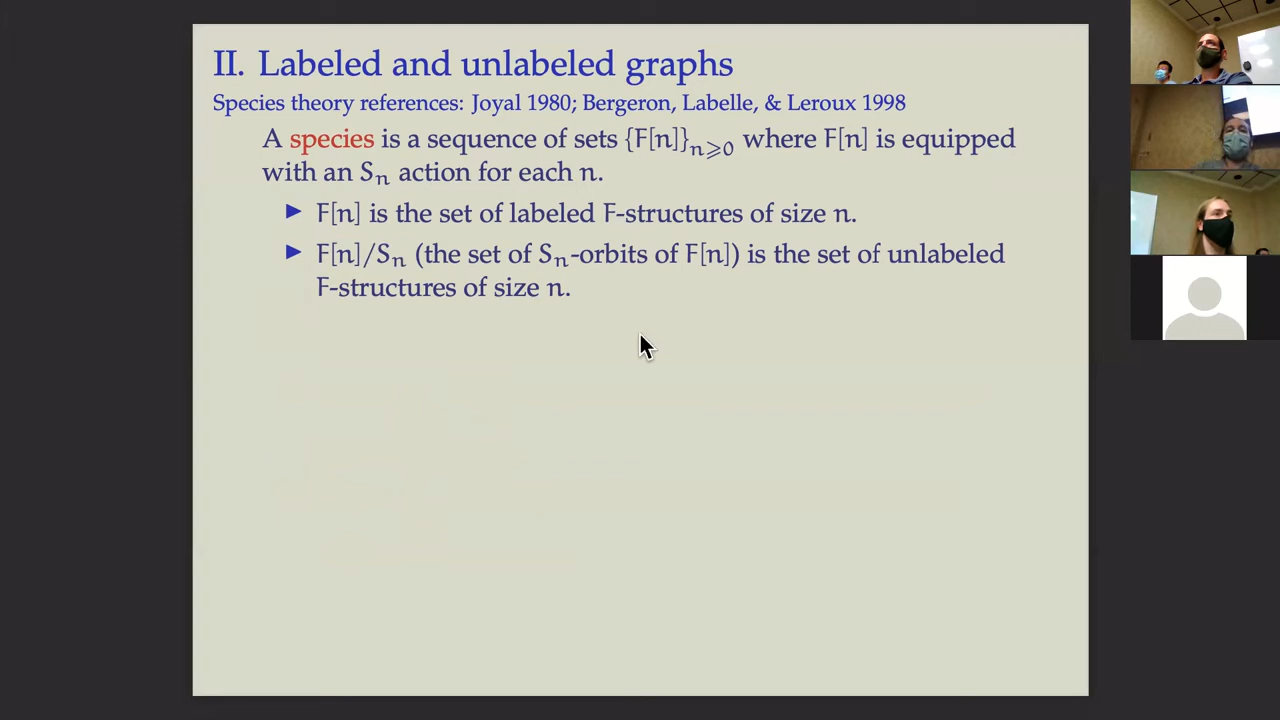 II. Labeled and unlabeled graphs
Species theory references: Joyal 1980; Bergeron, Labelle, & Leroux 1998
A species is a sequence of sets {F[n]}n⩾0 where F[n] is equipped
with an Sn action for each n.
▶ F[n] is the set of labeled F-structures of size n.
▶ F[n]/Sn (the set of Sn-orbits of F[n]) is the set of unlabeled
F-structures of size n.